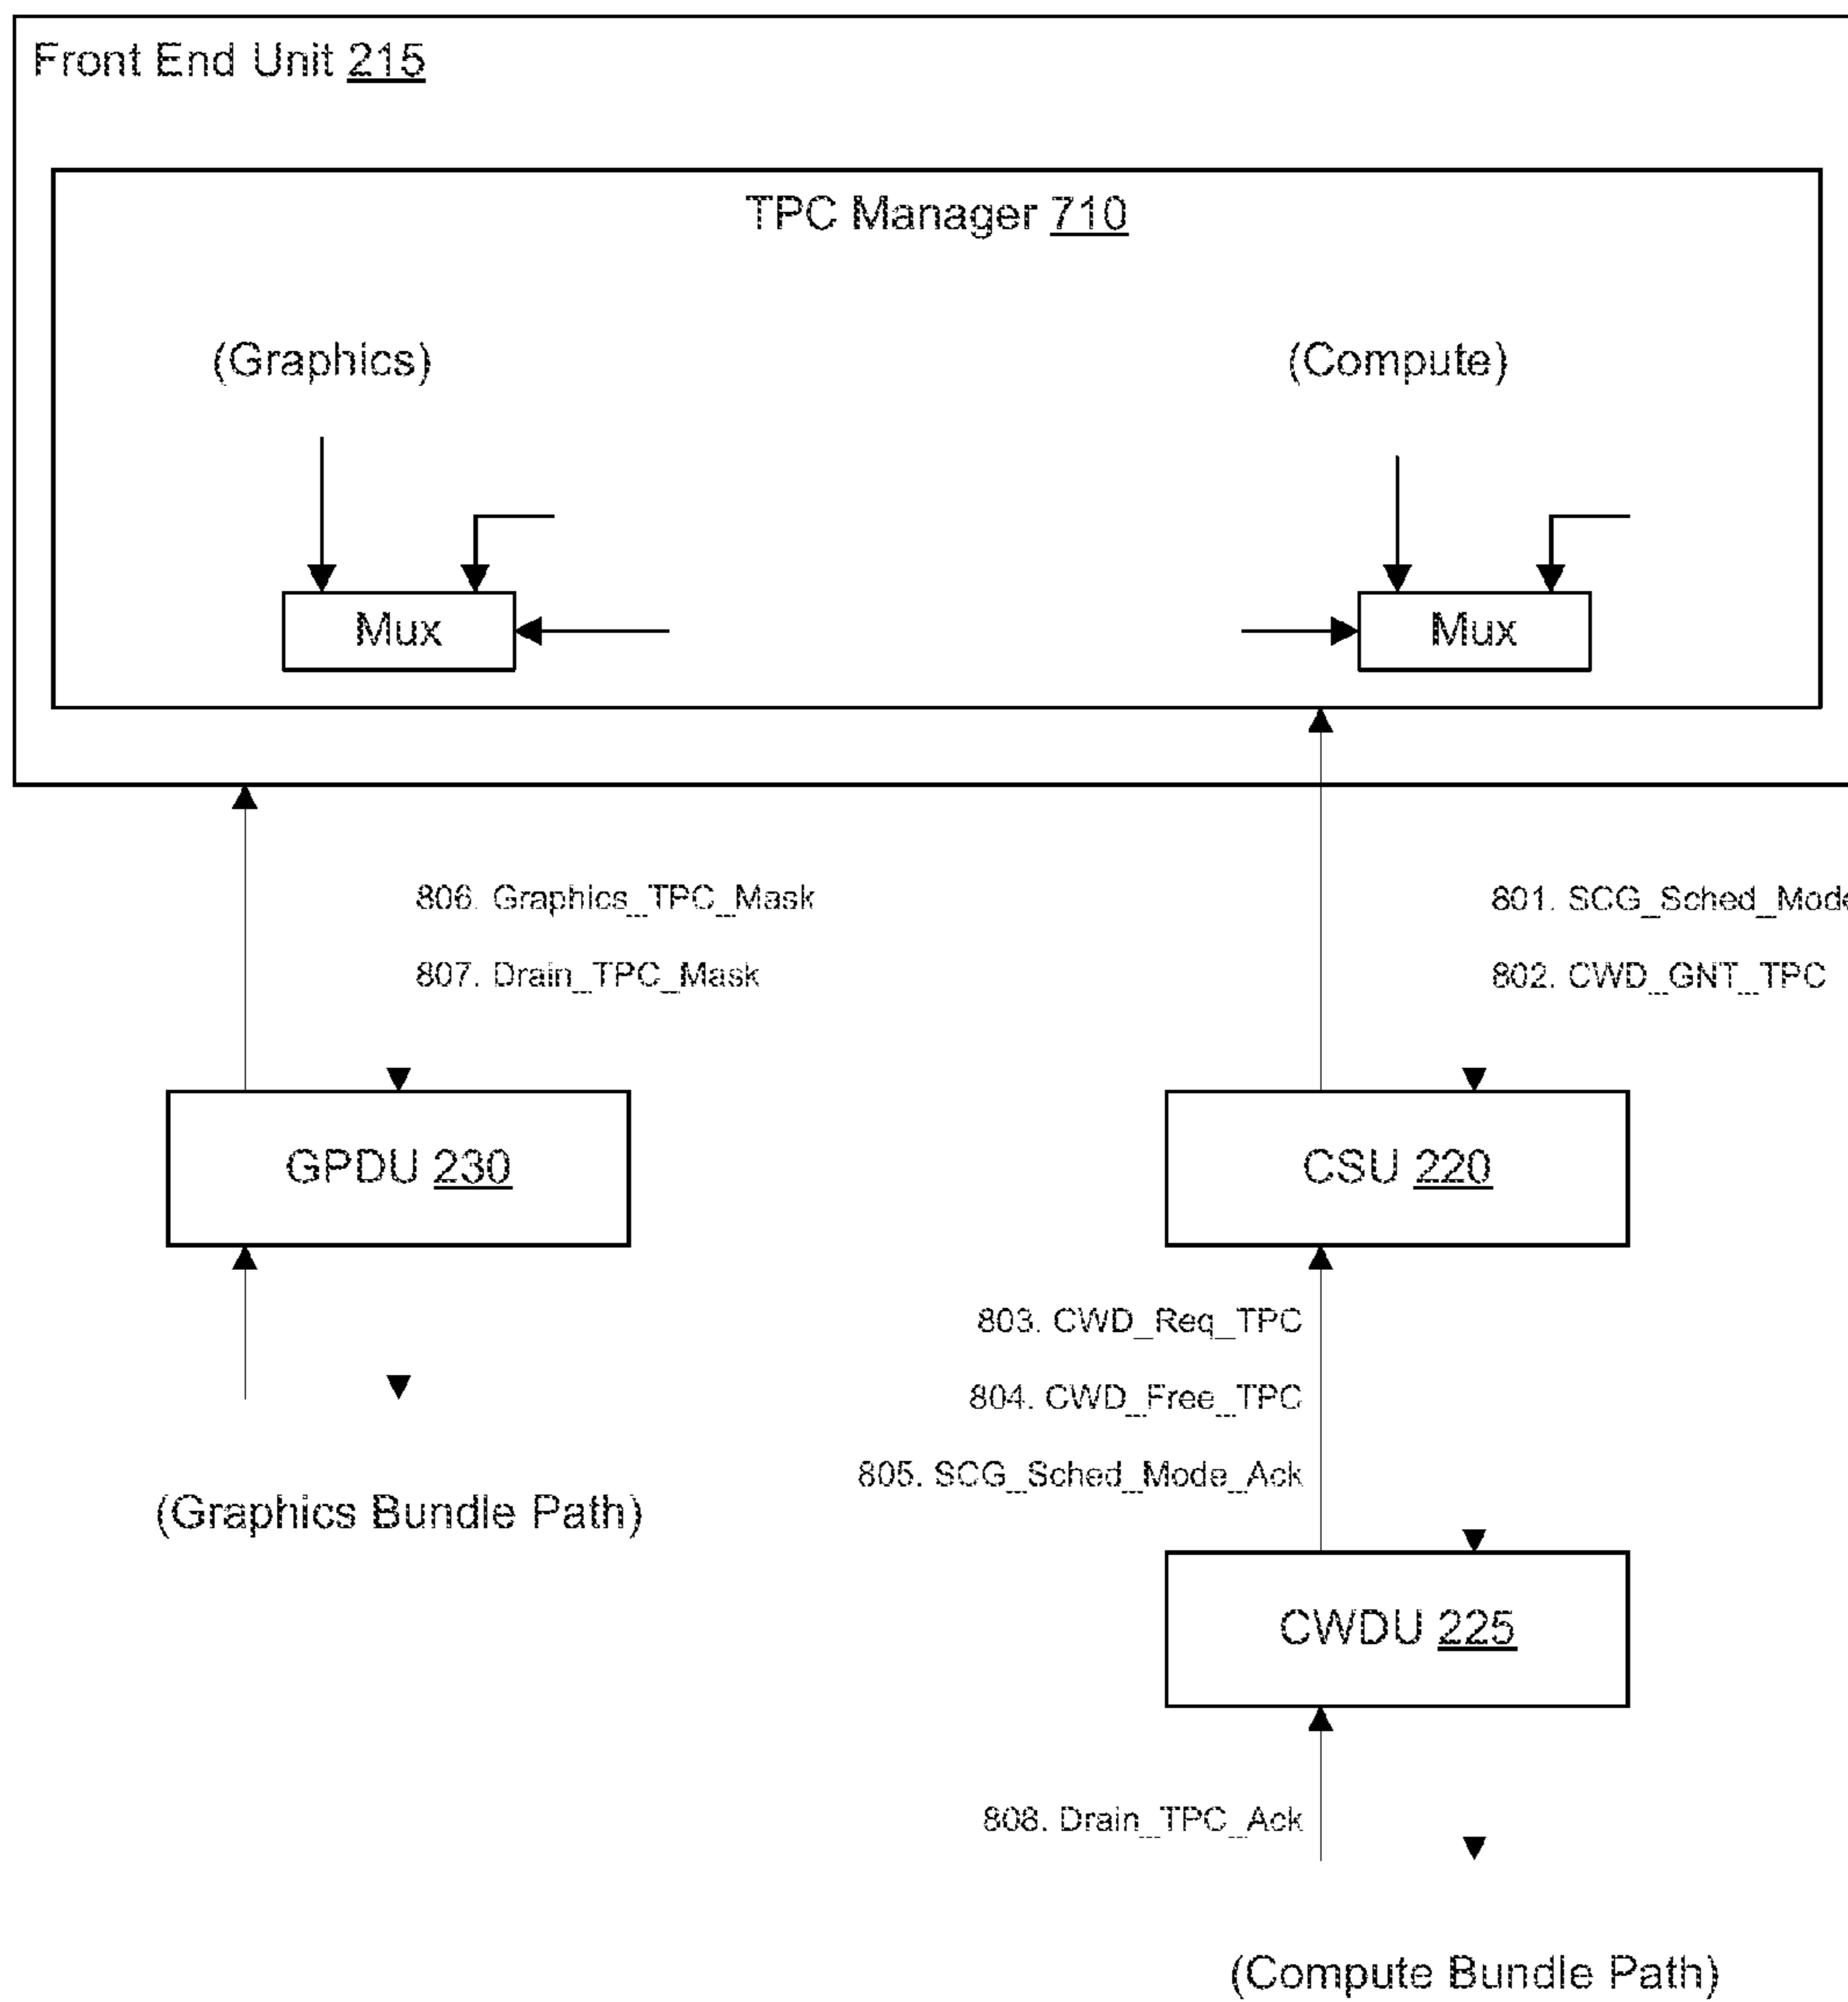 Front End Unit 215
TPC Manager 710
(Graphics)
(Compute)
Mux
Mux
806. Graphics_TPC_Mask
801. SCG_Sched_Mode
807. Drain_TPC_Mask
802. CWD_GNT_TPC
GPDU 230
CSU 220
803. CWD_Req_TPC
804. CWD_Free_TPC
805. SCG_Sched_Mode_Ack
(Graphics Bundle Path)
CWDU 225
808. Drain_TPC_Ack
(Compute Bundle Path)